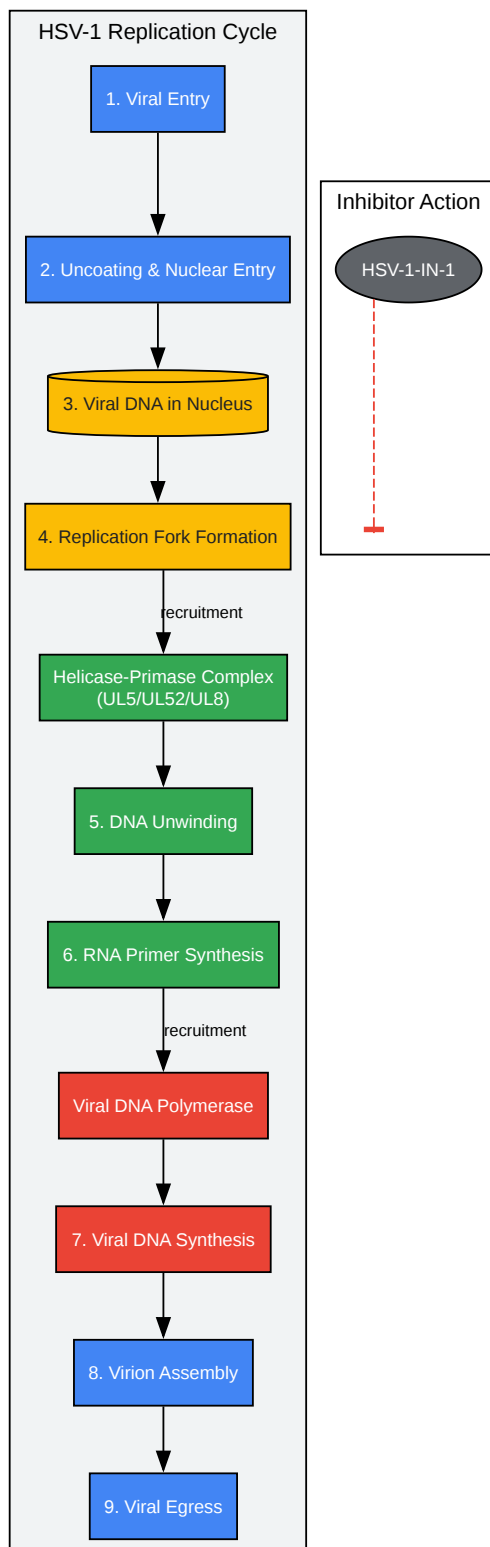 HSV-1 Replication Cycle
1. Viral Entry
2. Uncoating & Nuclear Entry
3. Viral DNA in Nucleus
4. Replication Fork Formation
recruitment
Helicase-Primase Complex
(UL5/UL52/UL8)
5. DNA Unwinding
6. RNA Primer Synthesis
recruitment
Viral DNA Polymerase
7. Viral DNA Synthesis
8. Virion Assembly
9. Viral Egress
Inhibitor Action
HSV-1-IN-1